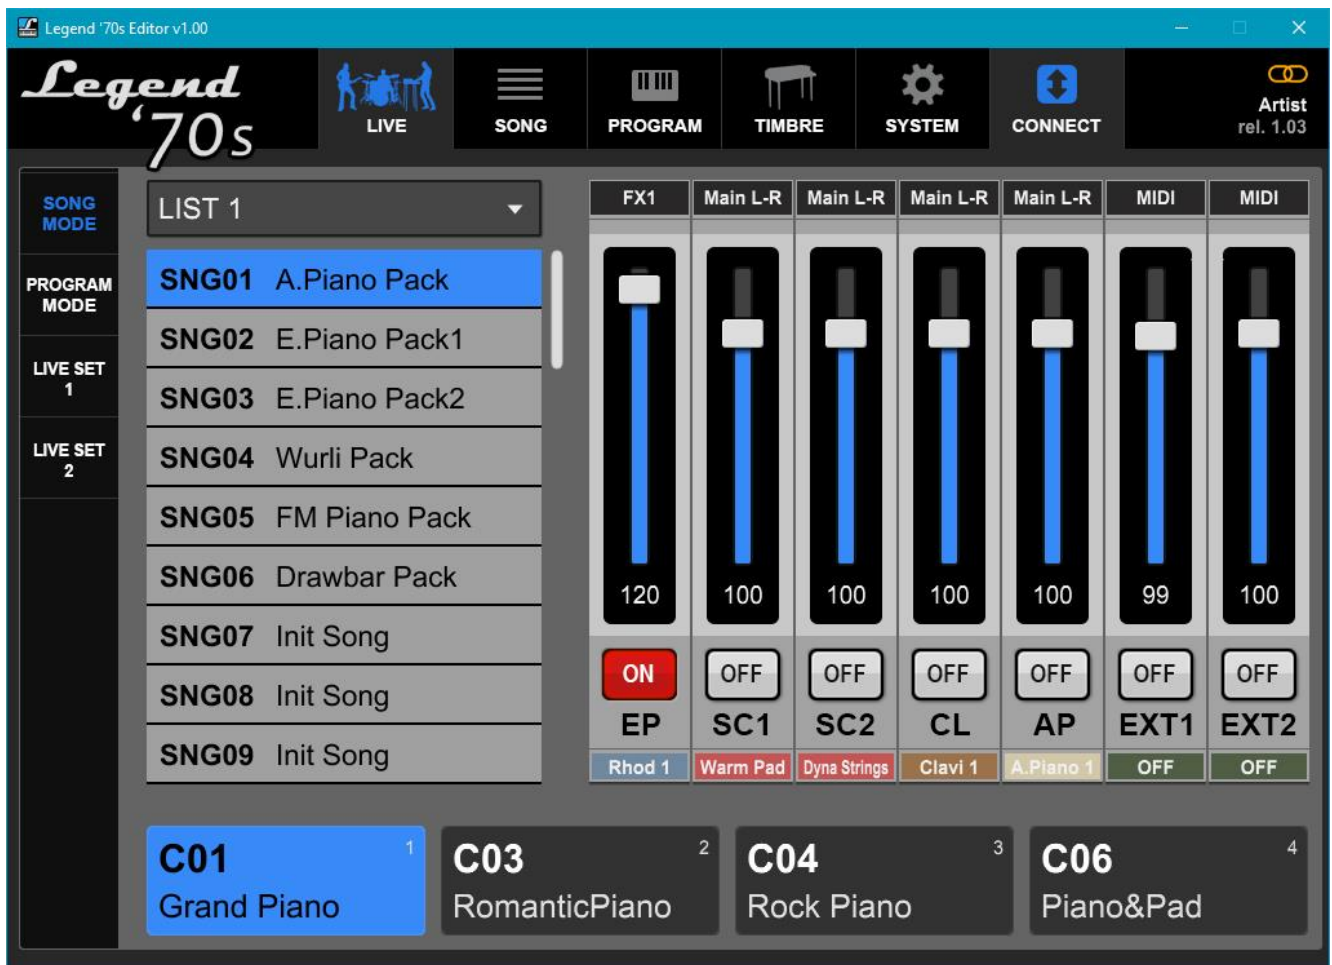 Legend '70s Editor v1.00
Legend
'70s
LIVE
SONG
PROGRAM
TIMBRE
SYSTEM
CONNECT
Artist
rel. 1.03
SONG
MODE
PROGRAM
MODE
LIVE SET
1
LIVE SET
2
LIST 1
SNG01 A.Piano Pack
SNG02 E.Piano Pack1
SNG03 E.Piano Pack2
SNG04 Wurli Pack
SNG05 FM Piano Pack
SNG06 Drawbar Pack
SNG07 Init Song
SNG08 Init Song
SNG09 Init Song
FX1 Main L-R Main L-R Main L-R Main L-R MIDI MIDI
120 100 100 100 100 99 100
ON OFF OFF OFF OFF OFF OFF
EP SC1 SC2 CL AP EXT1 EXT2
Rhod 1 Warm Pad Dyna Strings Clavi 1 A.Piano 1 OFF OFF
C01 1
Grand Piano
C03 2
RomanticPiano
C04 3
Rock Piano
C06 4
Piano&Pad